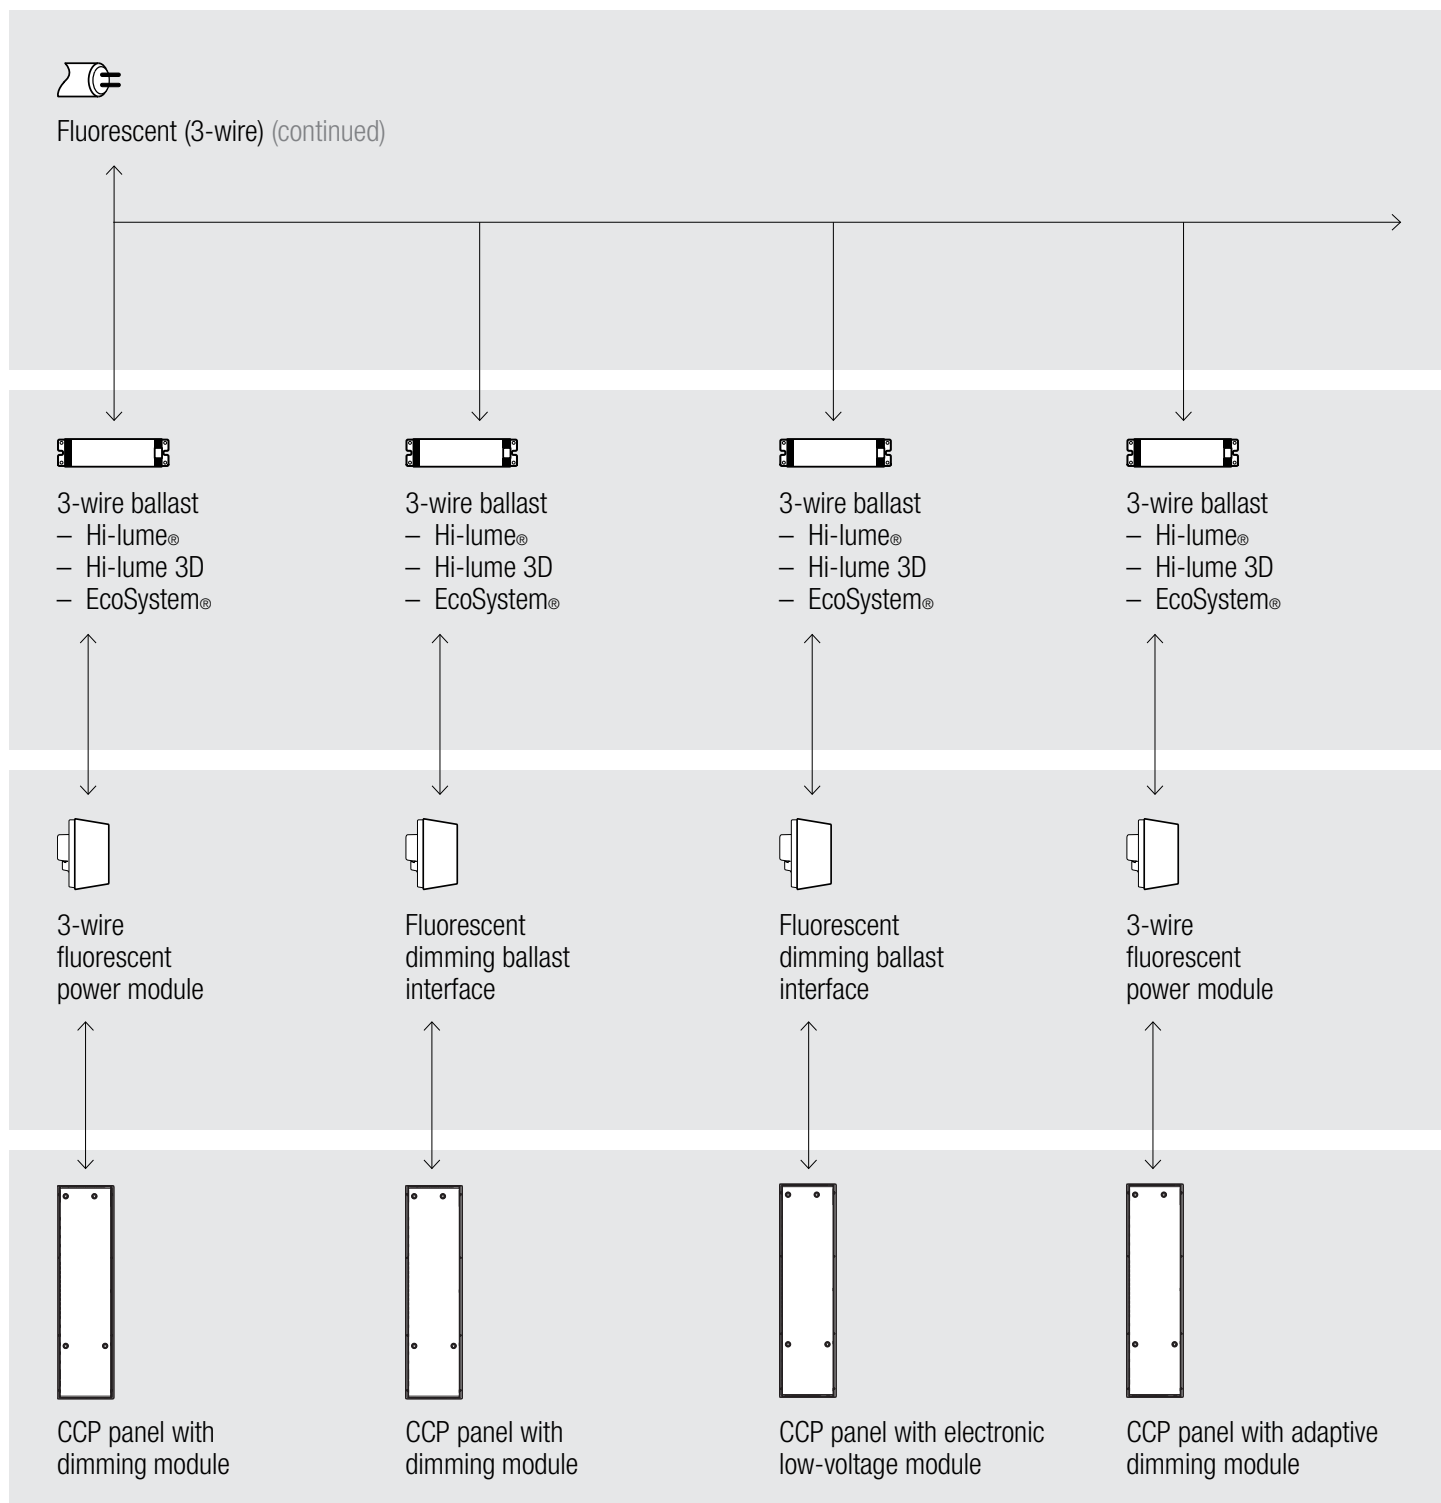 Fluorescent (3-wire) (continued)
3-wire ballast
– Hi-lume®
– Hi-lume 3D
– EcoSystem®
3-wire ballast
– Hi-lume®
– Hi-lume 3D
– EcoSystem®
3-wire ballast
– Hi-lume®
– Hi-lume 3D
– EcoSystem®
3-wire ballast
– Hi-lume®
– Hi-lume 3D
– EcoSystem®
3-wire
fluorescent
power module
Fluorescent
dimming ballast
interface
Fluorescent
dimming ballast
interface
3-wire
fluorescent
power module
CCP panel with
dimming module
CCP panel with
dimming module
CCP panel with electronic
low-voltage module
CCP panel with adaptive
dimming module